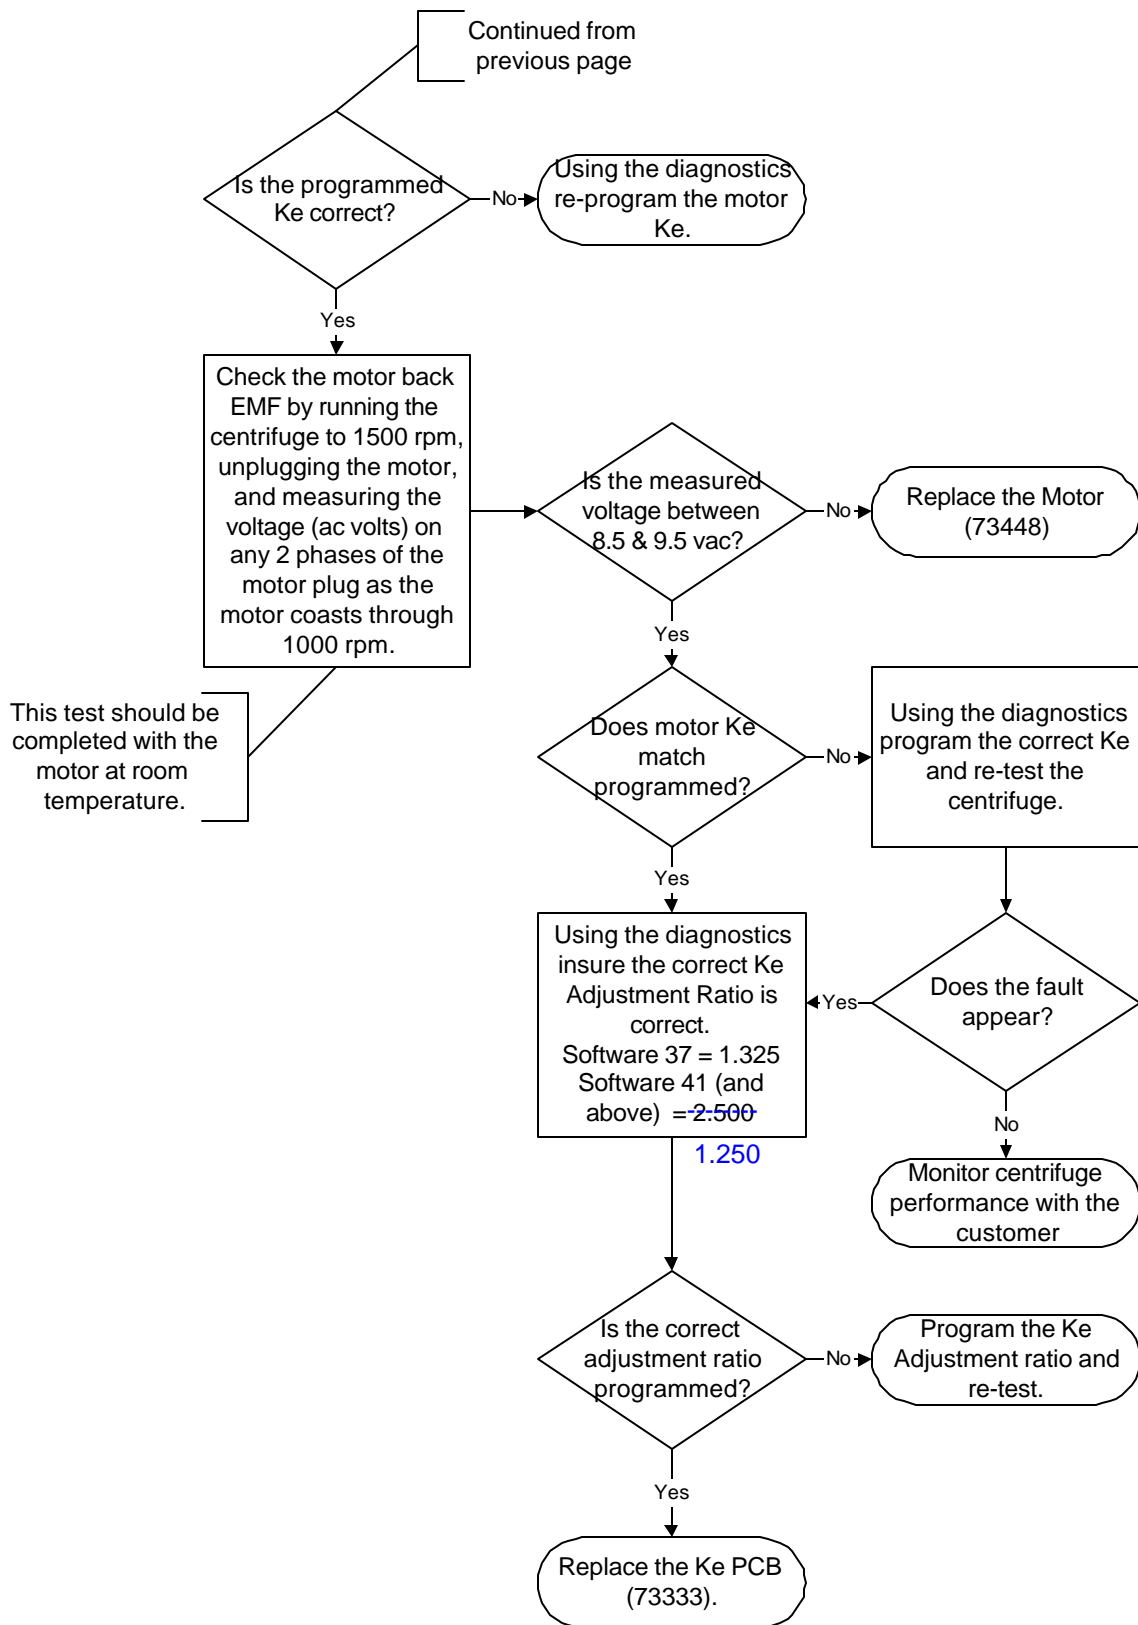 Continued from
previous page
Is the programmed
Ke correct?
No
Using the diagnostics
re-program the motor
Ke.
Yes
Check the motor back
EMF by running the
centrifuge to 1500 rpm,
unplugging the motor,
and measuring the
voltage (ac volts) on
any 2 phases of the
motor plug as the
motor coasts through
1000 rpm.
This test should be
completed with the
motor at room
temperature.
Is the measured
voltage between
8.5 & 9.5 vac?
No
Replace the Motor
(73448)
Yes
Does motor Ke
match
programmed?
No
Using the diagnostics
program the correct Ke
and re-test the
centrifuge.
Yes
Using the diagnostics
insure the correct Ke
Adjustment Ratio is
correct.
Software 37 = 1.325
Software 41 (and
above) = 2.500
1.250
Yes
Does the fault
appear?
No
Monitor centrifuge
performance with the
customer
Is the correct
adjustment ratio
programmed?
No
Program the Ke
Adjustment ratio and
re-test.
Yes
Replace the Ke PCB
(73333).